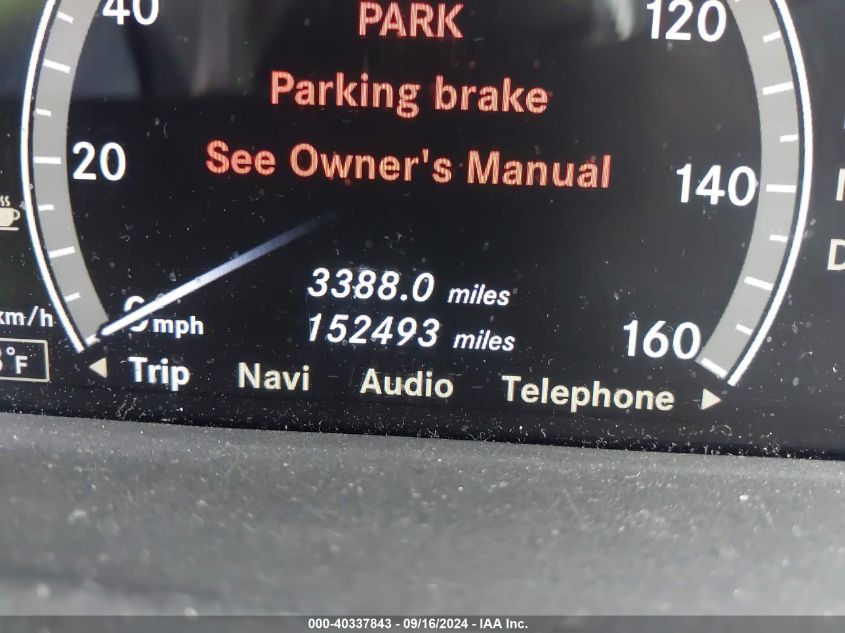 40
PARK
120
Parking brake
20
See Owner's Manual
140
3388.0 miles
km/h
0 mph
152493 miles
160
°F
Trip Navi Audio Telephone
000-40337843 - 09/16/2024 - IAA Inc.